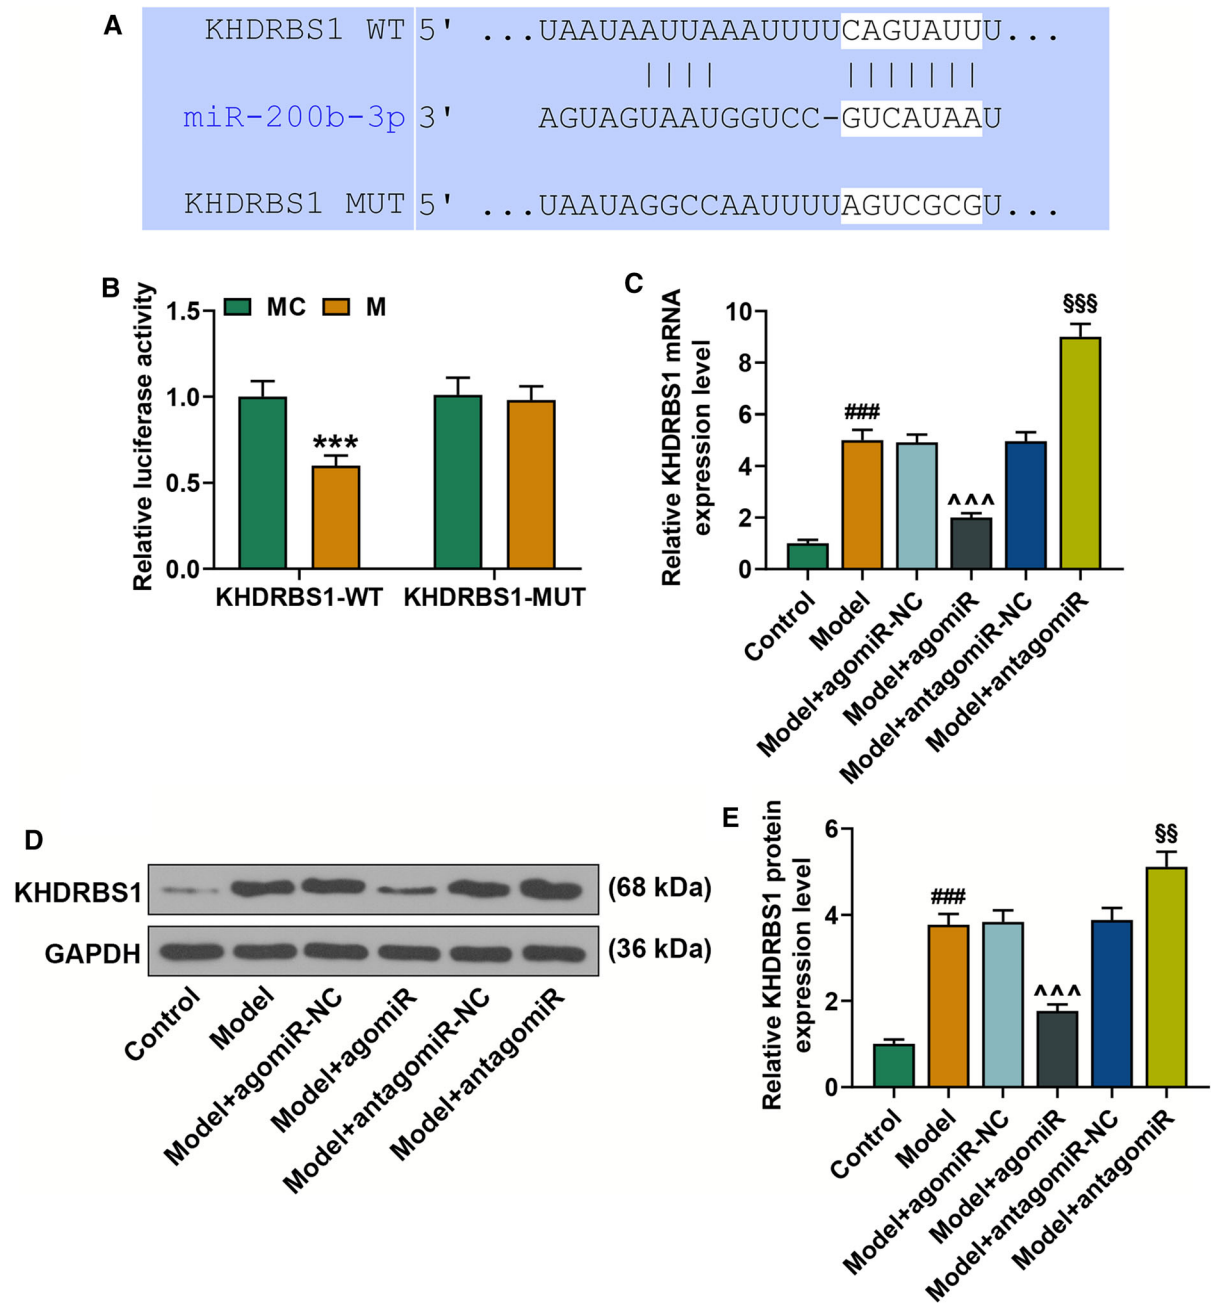 A
KHDRBS1 WT 5' ...UAAUAAUUAAAUUUUCAGUAUUU...
miR-200b-3p 3' AGUAGUAAUGGUCC-GUCAUAAU
KHDRBS1 MUT 5' ...UAAUAGGCCAAUUUUAGUCGCGU...
B
MC M
Relative luciferase activity
1.5
1.0
0.5
0.0
***
KHDRBS1-WT KHDRBS1-MUT
C
Relative KHDRBS1 mRNA
expression level
10
8
6
4
2
0
###
^^^
§§§
Control
Model
Model+agomiR-NC
Model+agomiR
Model+antagomiR-NC
Model+antagomiR
D
KHDRBS1 (68 kDa)
GAPDH (36 kDa)
Control
Model
Model+agomiR-NC
Model+agomiR
Model+antagomiR-NC
Model+antagomiR
E
Relative KHDRBS1 protein
expression level
6
4
2
0
###
^^^
§§
Control
Model
Model+agomiR-NC
Model+agomiR
Model+antagomiR-NC
Model+antagomiR